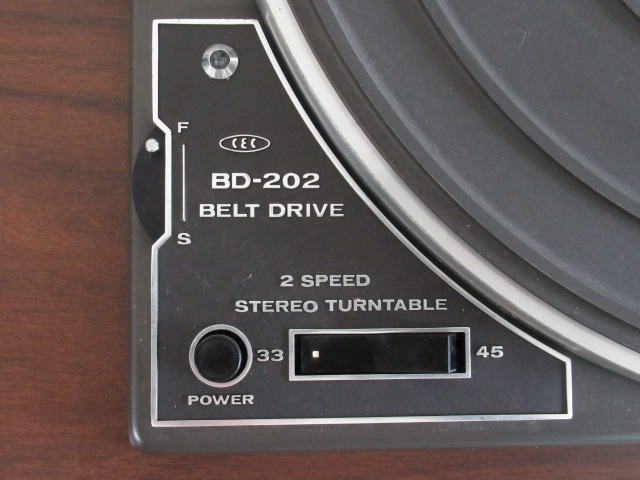 F
CEC
BD-202
BELT DRIVE
S
2 SPEED
STEREO TURNTABLE
33 45
POWER